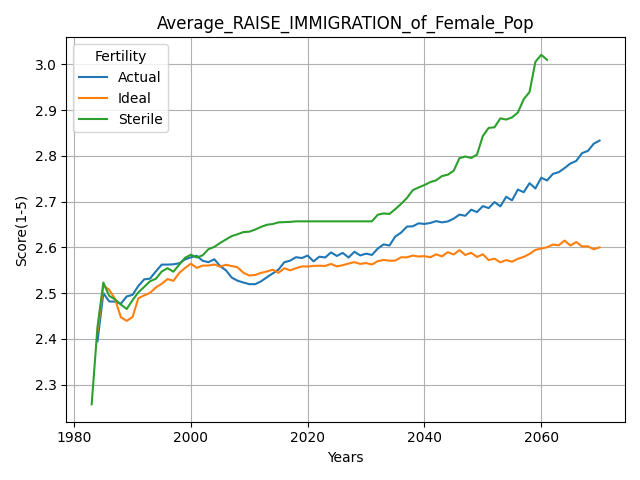 Average_RAISE_IMMIGRATION_of_Female_Pop
Fertility
Actual
Ideal
Sterile
Score(1-5)
3.0
2.9
2.8
2.7
2.6
2.5
2.4
2.3
1980 2000 2020 2040 2060
Years